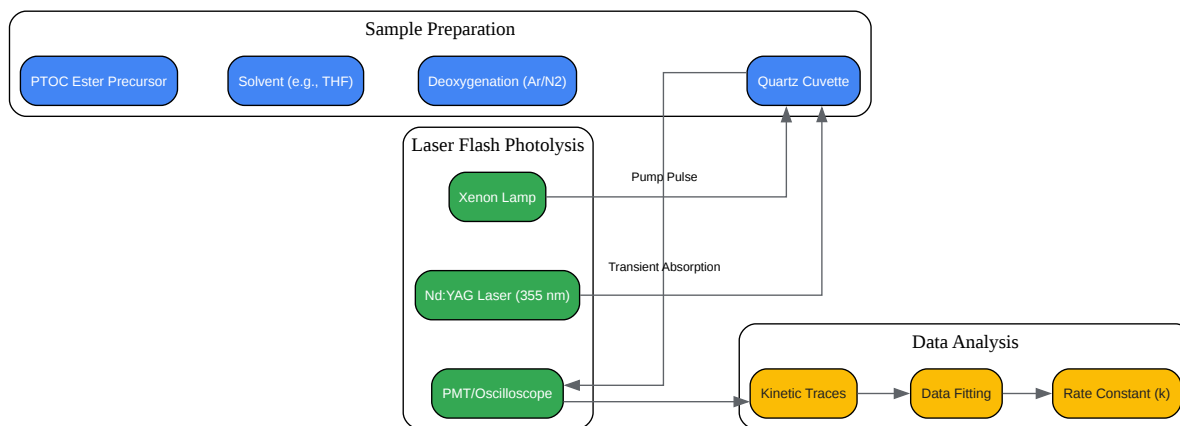 Sample Preparation
PTOC Ester Precursor
Solvent (e.g., THF)
Deoxygenation (Ar/N2)
Quartz Cuvette
Laser Flash Photolysis
Xenon Lamp
Pump Pulse
Transient Absorption
Nd:YAG Laser (355 nm)
PMT/Oscilloscope
Data Analysis
Kinetic Traces
Data Fitting
Rate Constant (k)